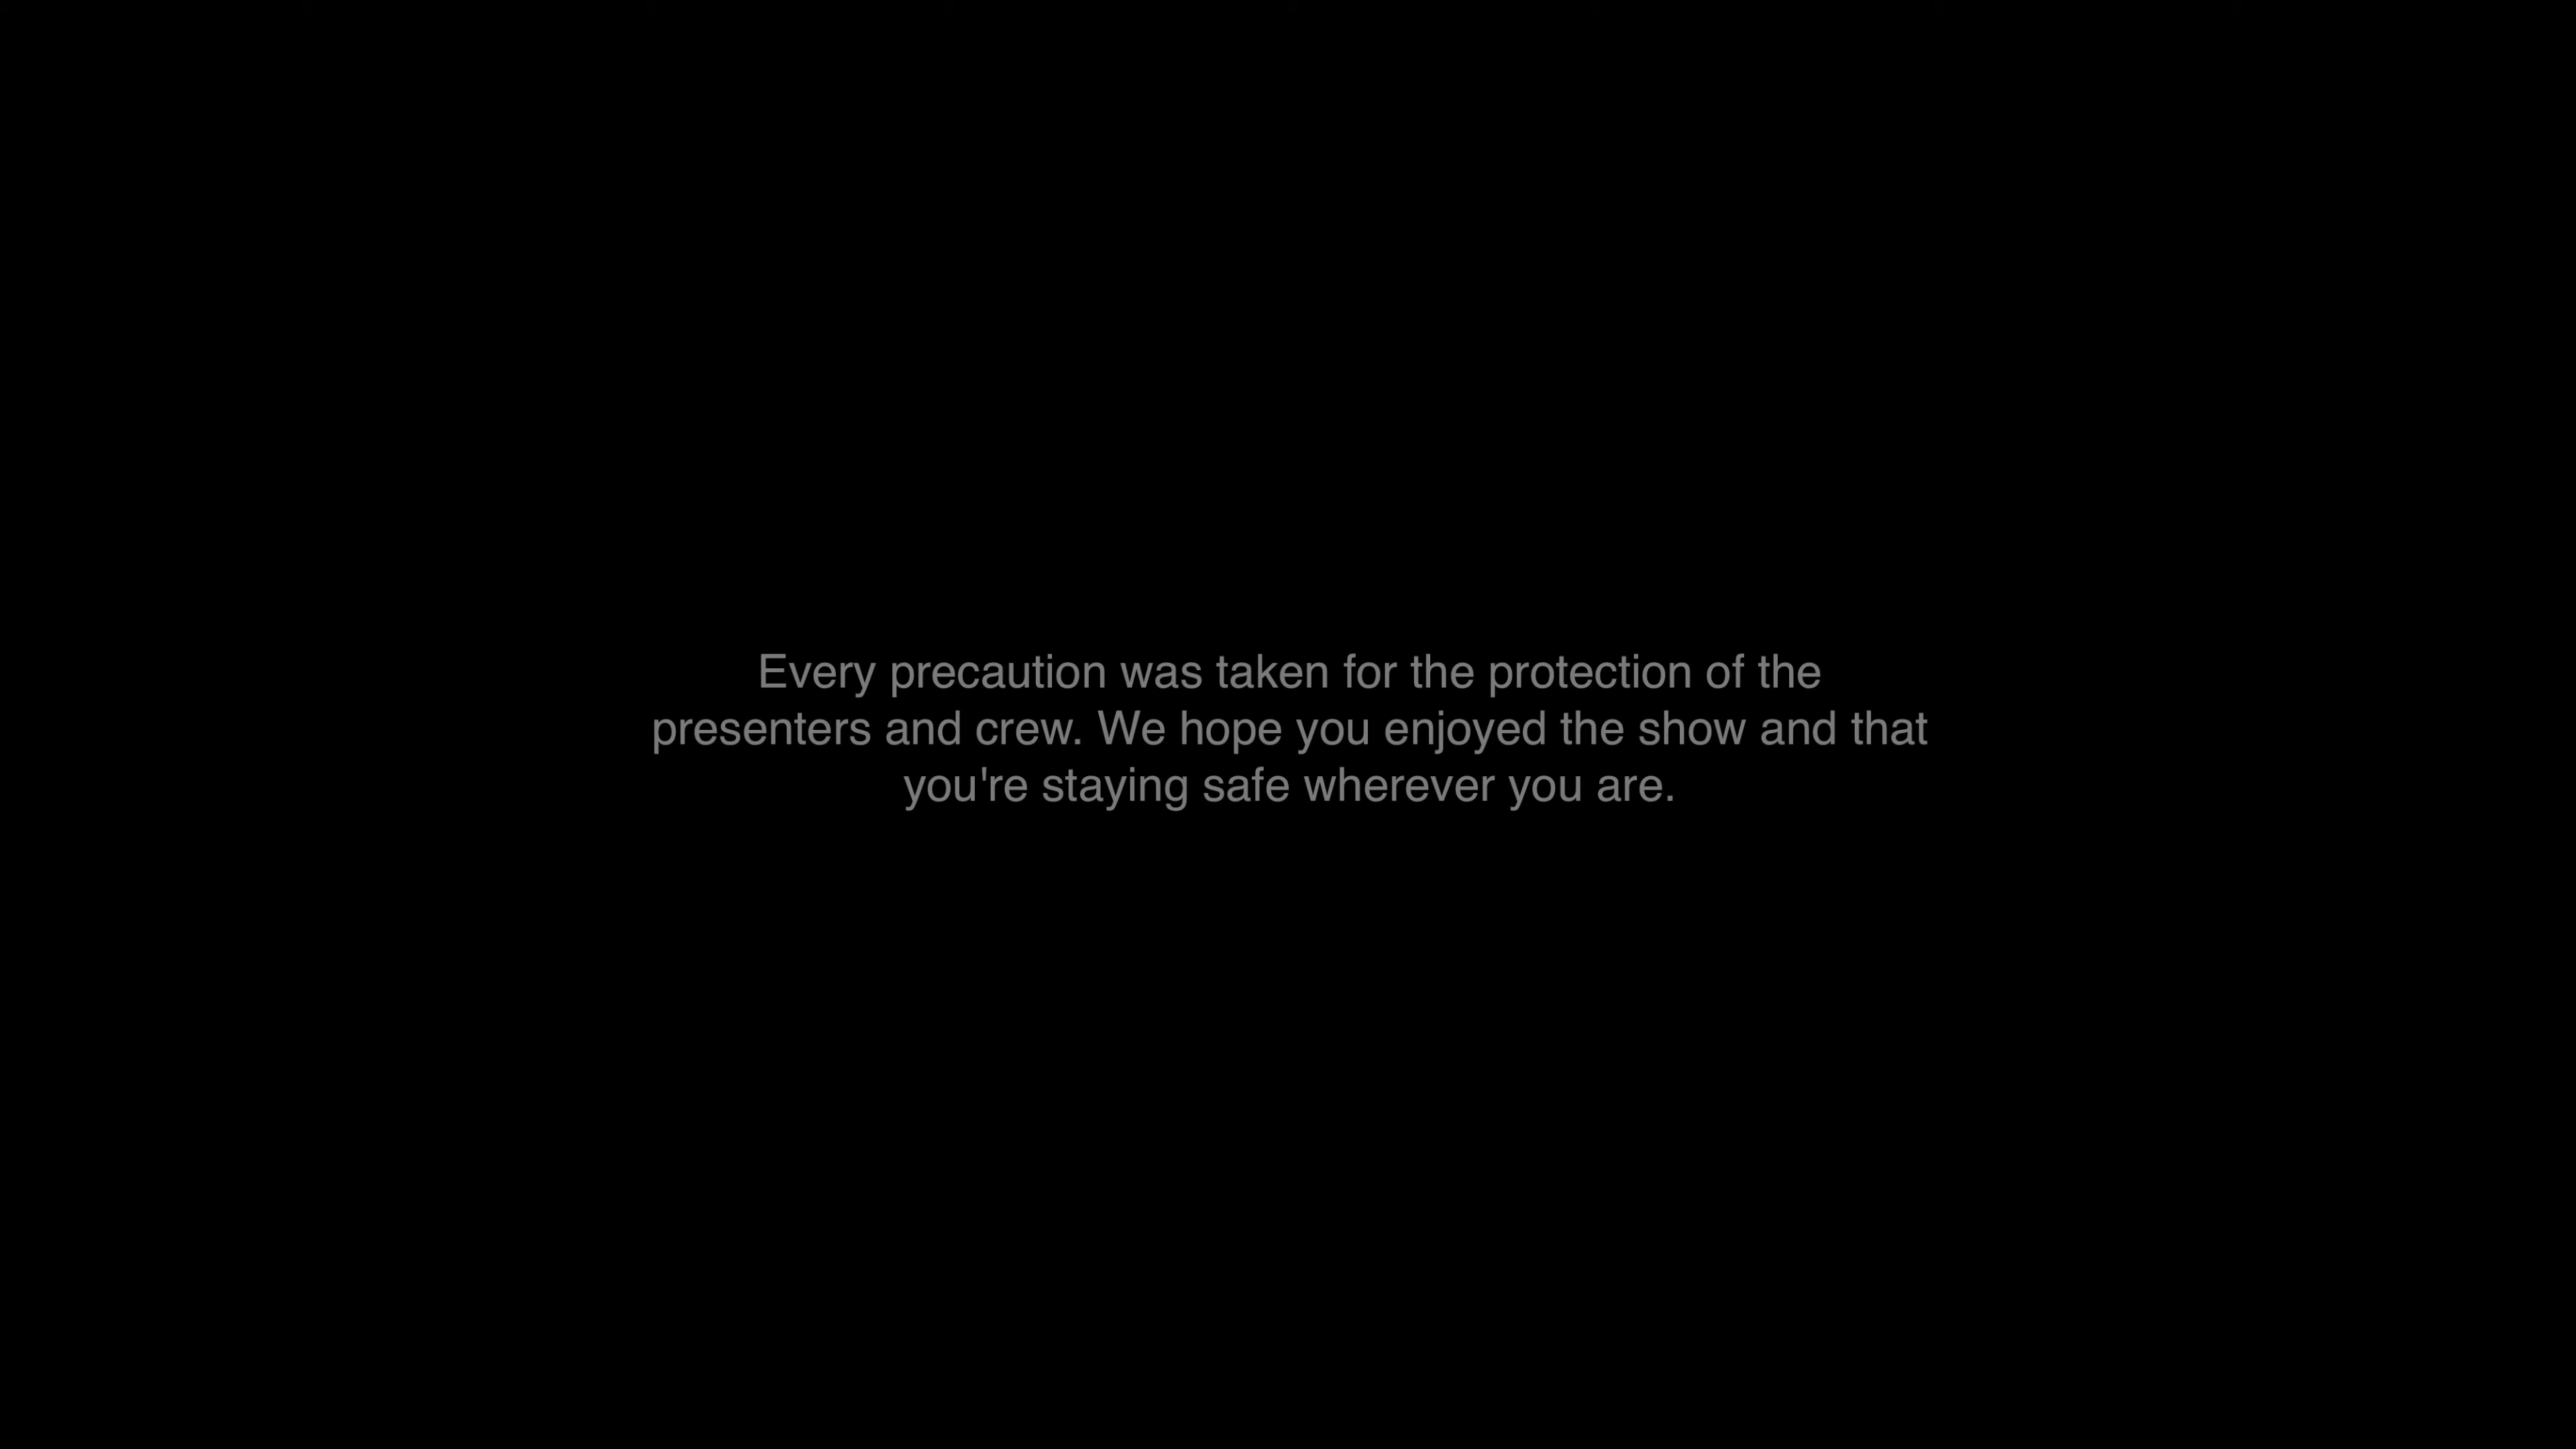 Every precaution was taken for the protection of the
presenters and crew. We hope you enjoyed the show and that
you're staying safe wherever you are.